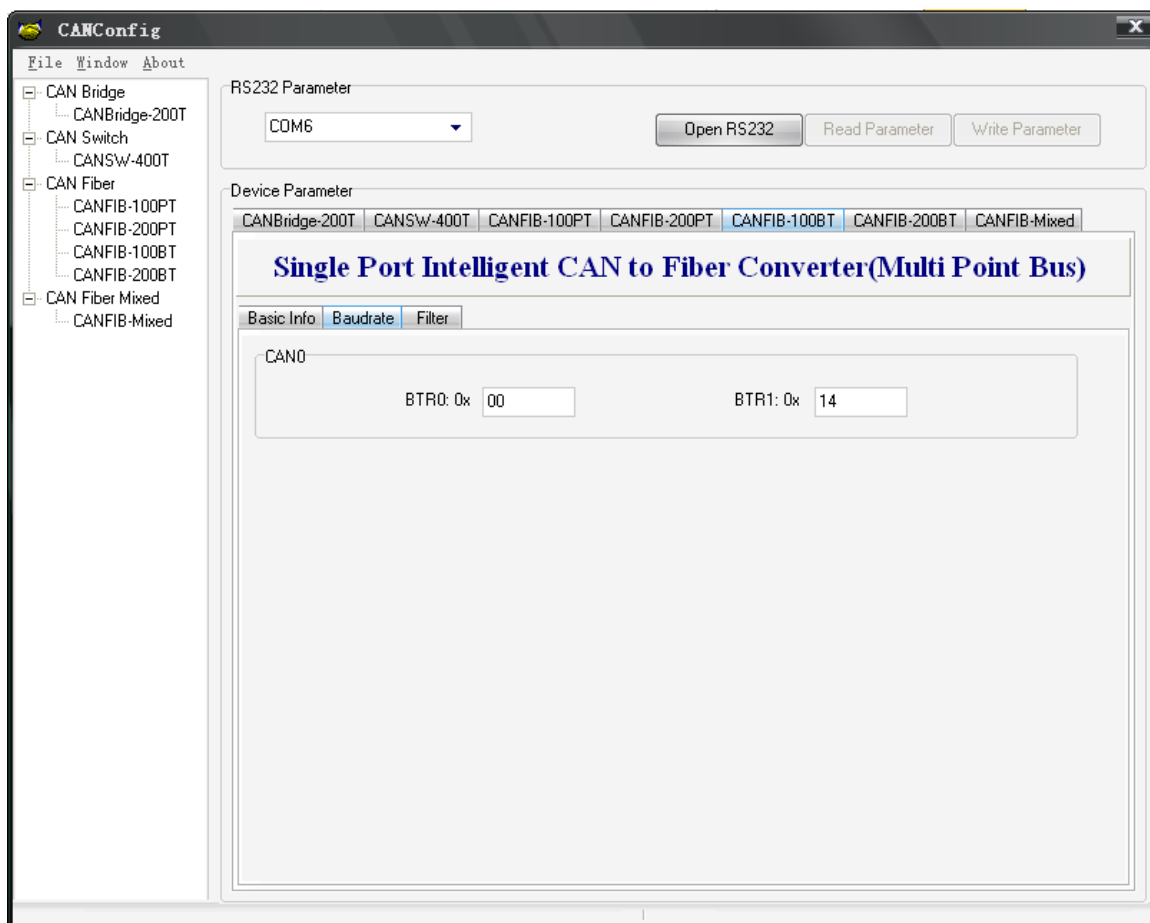 CANConfig
X
File Window About
CAN Bridge
CANBridge-200T
CAN Switch
CANSW-400T
CAN Fiber
CANFIB-100PT
CANFIB-200PT
CANFIB-100BT
CANFIB-200BT
CAN Fiber Mixed
CANFIB-Mixed
RS232 Parameter
COM6 Open RS232 Read Parameter Write Parameter
Device Parameter
CANBridge-200T CANSW-400T CANFIB-100PT CANFIB-200PT CANFIB-100BT CANFIB-200BT CANFIB-Mixed
Single Port Intelligent CAN to Fiber Converter(Multi Point Bus)
Basic Info Baudrate Filter
CAN0
BTR0: 0x 00 BTR1: 0x 14